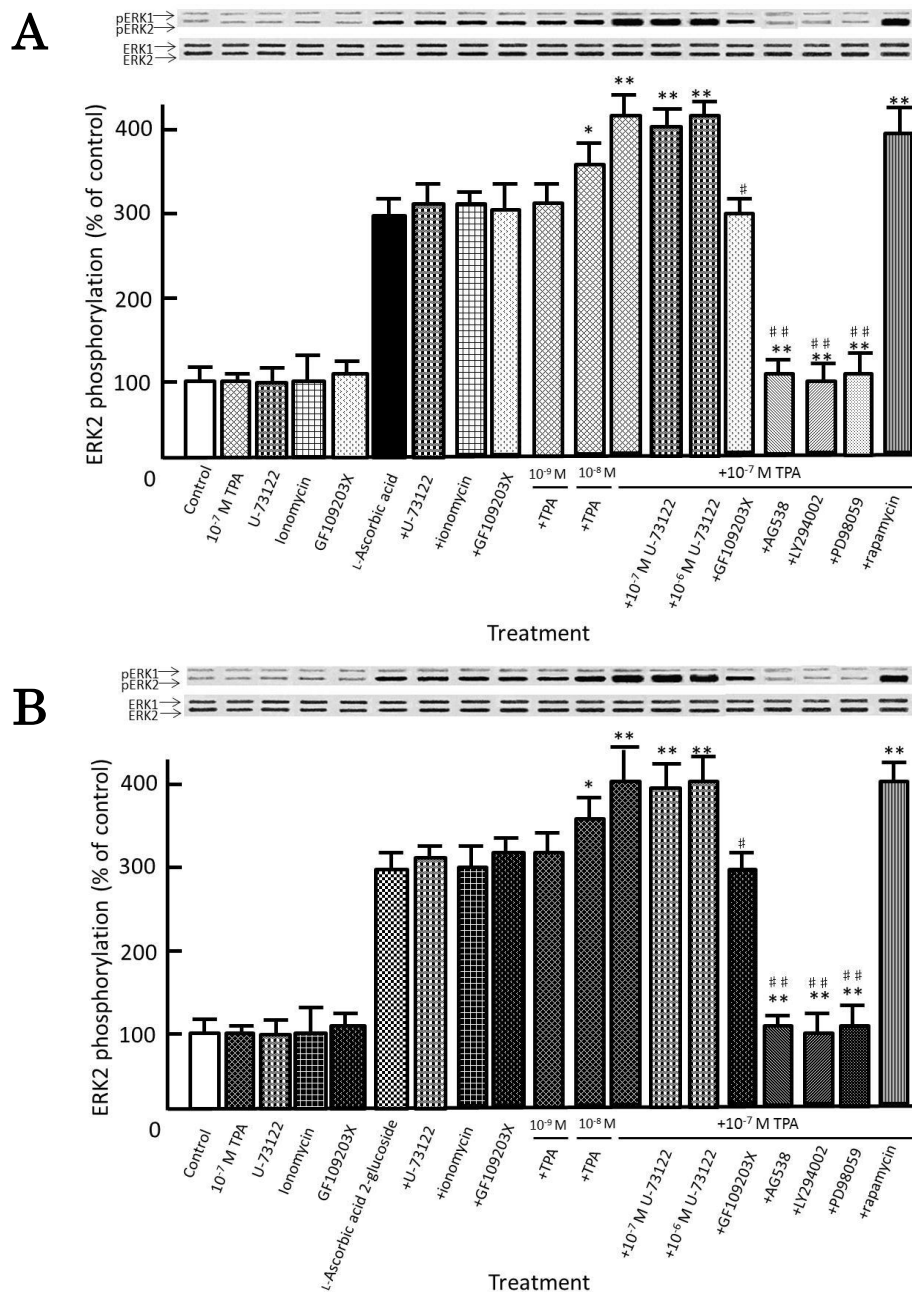 A
pERK1
pERK2
ERK1
ERK2
ERK2 phosphorylation (% of control)
400
300
200
100
0
*
**
**
**
#
##
**
##
**
##
**
**
Control
10⁻⁷ M TPA
U-73122
Ionomycin
GF109203X
L-Ascorbic acid
+U-73122
+ionomycin
+GF109203X
10⁻⁹ M
+TPA
10⁻⁸ M
+TPA
+10⁻⁷ M TPA
+10⁻⁷ M U-73122
+10⁻⁶ M U-73122
+GF109203X
+AG538
+LY294002
+PD98059
+rapamycin
Treatment
B
pERK1
pERK2
ERK1
ERK2
ERK2 phosphorylation (% of control)
400
300
200
100
0
*
**
**
**
#
##
**
##
**
##
**
**
Control
10⁻⁷ M TPA
U-73122
Ionomycin
GF109203X
L-Ascorbic acid 2-glucoside
+U-73122
+ionomycin
+GF109203X
10⁻⁹ M
+TPA
10⁻⁸ M
+TPA
+10⁻⁷ M TPA
+10⁻⁷ M U-73122
+10⁻⁶ M U-73122
+GF109203X
+AG538
+LY294002
+PD98059
+rapamycin
Treatment